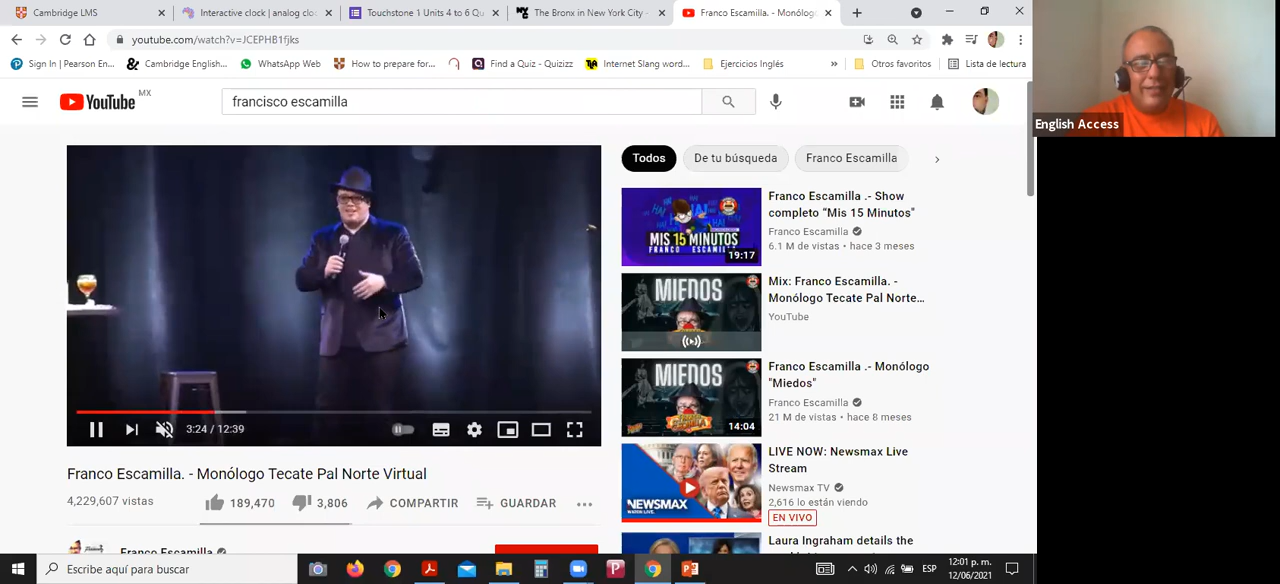 Cambridge LMS
Interactive clock | analog cloc
Touchstone 1 Units 4 to 6 Qu
The Bronx in New York City -
Franco Escamilla. - Monólog
youtube.com/watch?v=JCEPHB1fjks
Sign In | Pearson En...
Cambridge English...
WhatsApp Web
How to prepare for...
Find a Quiz - Quizizz
Internet Slang word...
Ejercicios Inglés
Otros favoritos
Lista de lectura
YouTube MX
francisco escamilla
English Access
Todos
De tu búsqueda
Franco Escamilla
MIS 15 MINUTOS
19:17
Franco Escamilla .- Show
completo "Mis 15 Minutos"
Franco Escamilla
6.1 M de vistas • hace 3 meses
MIEDOS
Mix: Franco Escamilla. -
Monólogo Tecate Pal Norte...
YouTube
MIEDOS
14:04
Franco Escamilla .- Monólogo
"Miedos"
Franco Escamilla
21 M de vistas • hace 8 meses
3:24 / 12:39
Franco Escamilla. - Monólogo Tecate Pal Norte Virtual
4,229,607 vistas
189,470
3,806
COMPARTIR
GUARDAR
NEWSMAX
LIVE NOW: Newsmax Live
Stream
Newsmax TV
2,616 lo están viendo
EN VIVO
Laura Ingraham details the
Franco Escamilla
Escribe aquí para buscar
ESP
12:01 p. m.
12/06/2021